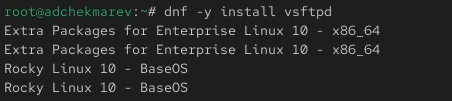 root@adchekmarev:~# dnf -y install vsftpd
Extra Packages for Enterprise Linux 10 - x86_64
Extra Packages for Enterprise Linux 10 - x86_64
Rocky Linux 10 - BaseOS
Rocky Linux 10 - BaseOS